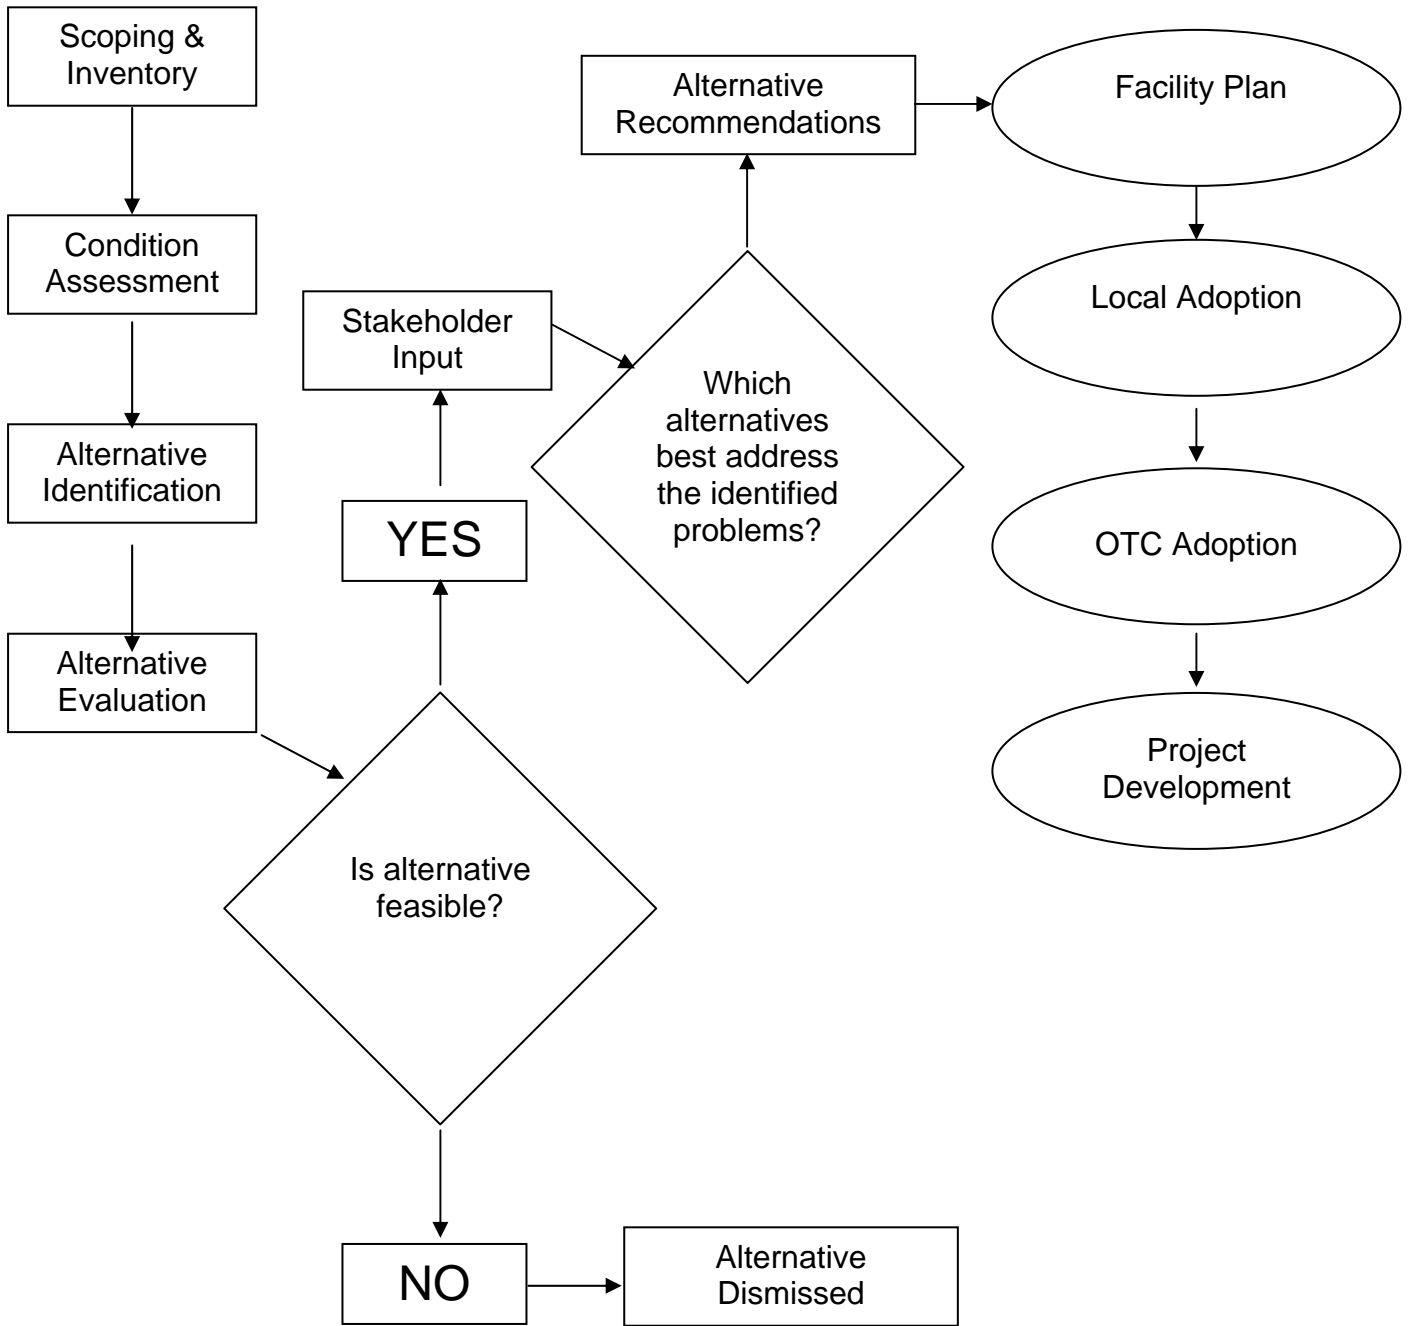 Scoping &
Inventory
Condition
Assessment
Alternative
Identification
Alternative
Evaluation
Is alternative
feasible?
YES
NO
Alternative
Dismissed
Stakeholder
Input
Which
alternatives
best address
the identified
problems?
Alternative
Recommendations
Facility Plan
Local Adoption
OTC Adoption
Project
Development